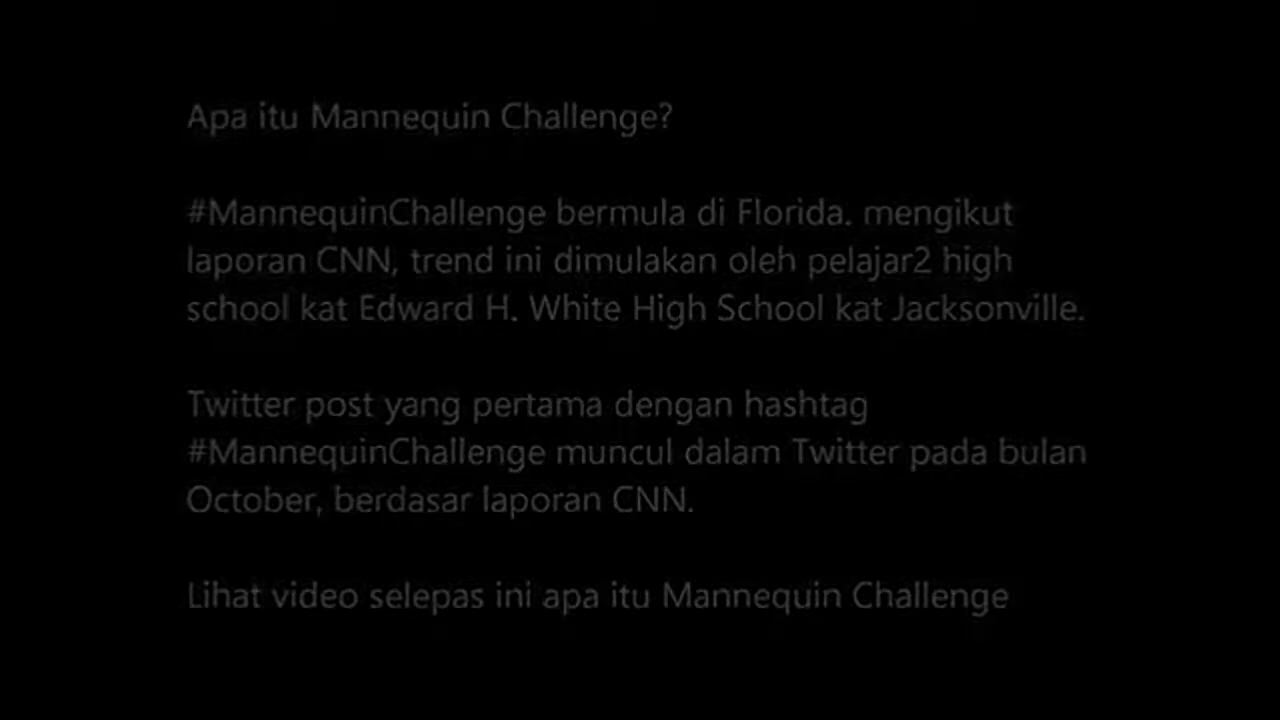 Apa itu Mannequin Challenge?
#MannequinChallenge bermula di Florida. mengikut
laporan CNN, trend ini dimulakan oleh pelajar2 high
school kat Edward H. White High School kat Jacksonville.
Twitter post yang pertama dengan hashtag
#MannequinChallenge muncul dalam Twitter pada bulan
October, berdasar laporan CNN.
Lihat video selepas ini apa itu Mannequin Challenge